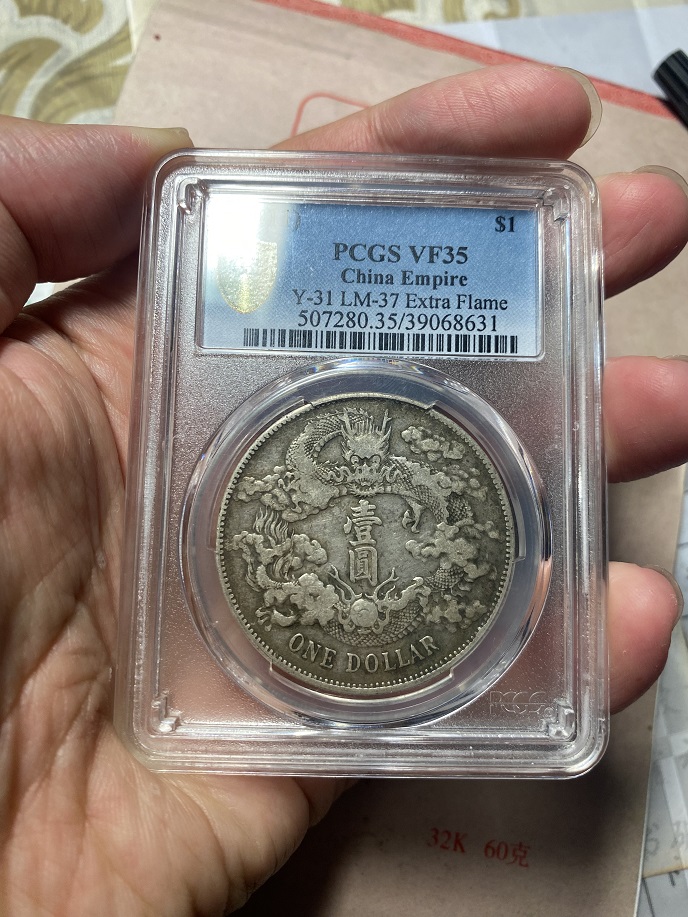 $1
PCGS VF35
China Empire
Y-31 LM-37 Extra Flame
507280.35/39068631
壹
圓
ONE DOLLAR
PCGS
32K 60克